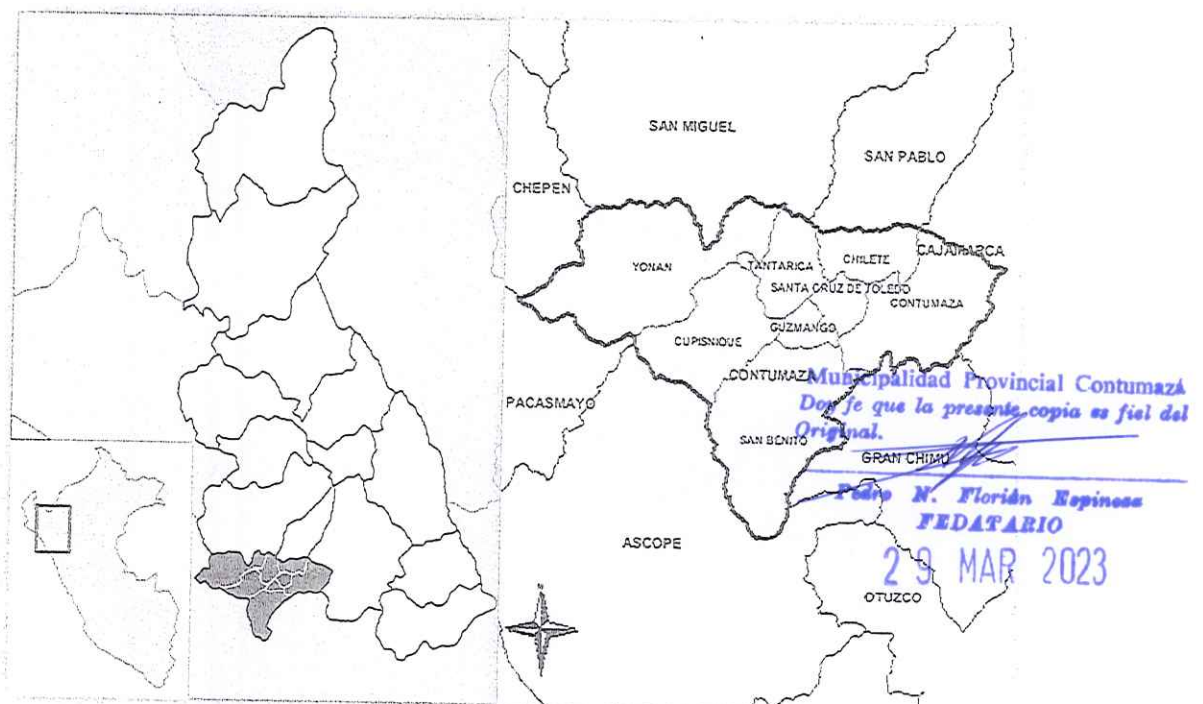 SAN MIGUEL
SAN PABLO
CHEPEN
CAJAMARCA
YONAN
TANTARICA
CHILETE
SANTA CRUZ DE TOLEDO
CONTUMAZA
GUZMANGO
CUPISNIQUE
CONTUMAZA
PACASMAYO
SAN BENITO
GRAN CHIMU
ASCOPE
OTUZCO
Municipalidad Provincial Contumazá
Doy fe que la presente copia es fiel del
Original.
Pedro N. Florián Espinosa
FEDATARIO
29 MAR 2023